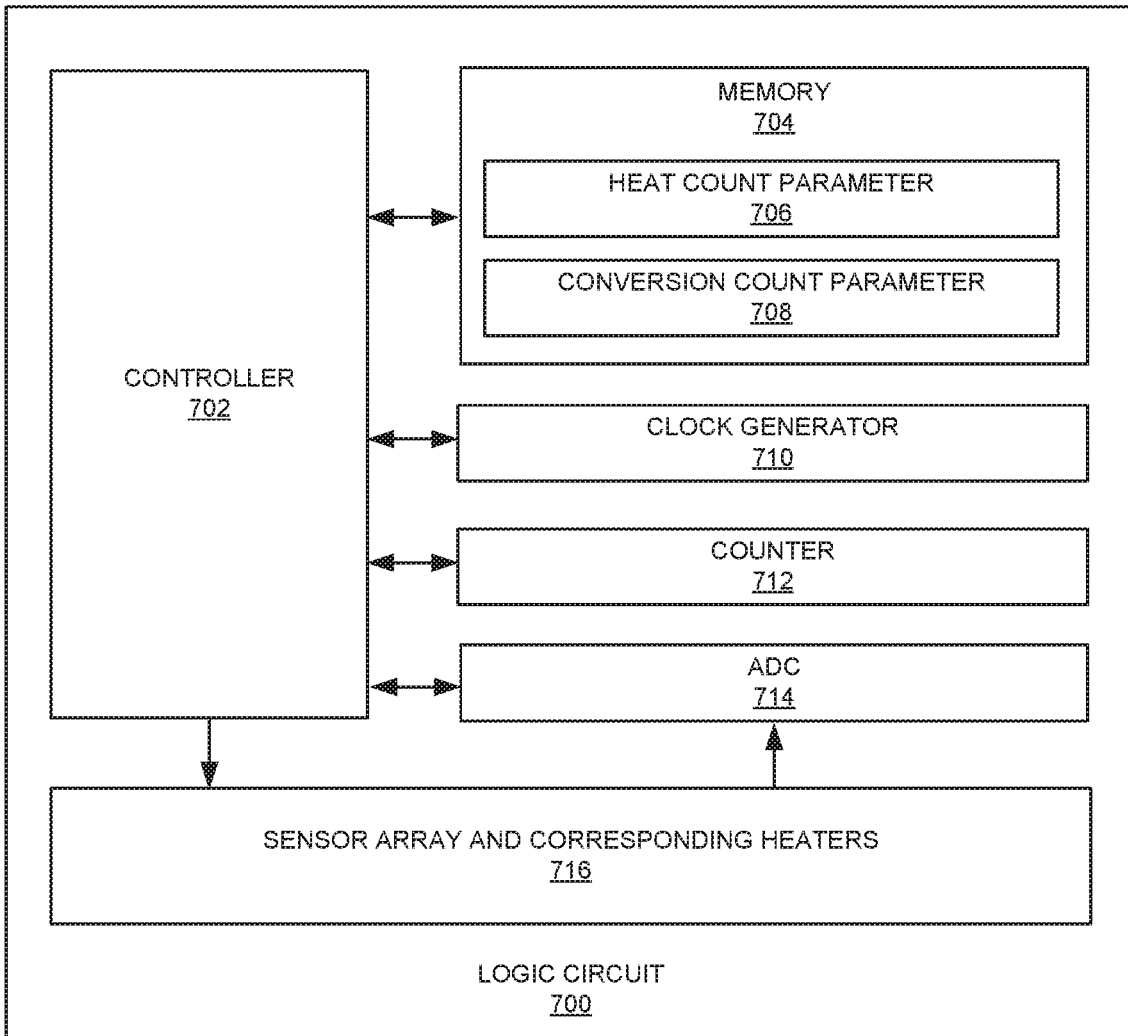 MEMORY
704
HEAT COUNT PARAMETER
706
CONVERSION COUNT PARAMETER
708
CONTROLLER
702
CLOCK GENERATOR
710
COUNTER
712
ADC
714
SENSOR ARRAY AND CORRESPONDING HEATERS
716
LOGIC CIRCUIT
700